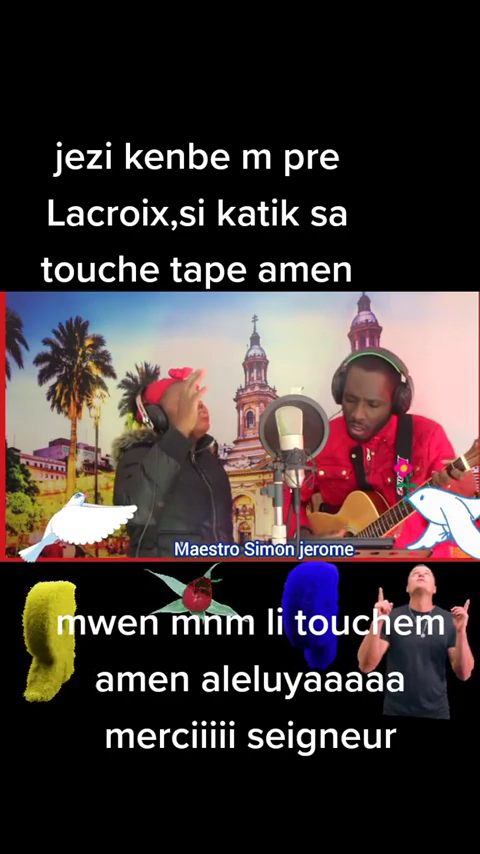 jezi kenbe m pre
Lacroix,si katik sa
touche tape amen
Maestro Simon jerome
mwen mnm li touchem
amen aleluyaaaaa
merciiiii seigneur